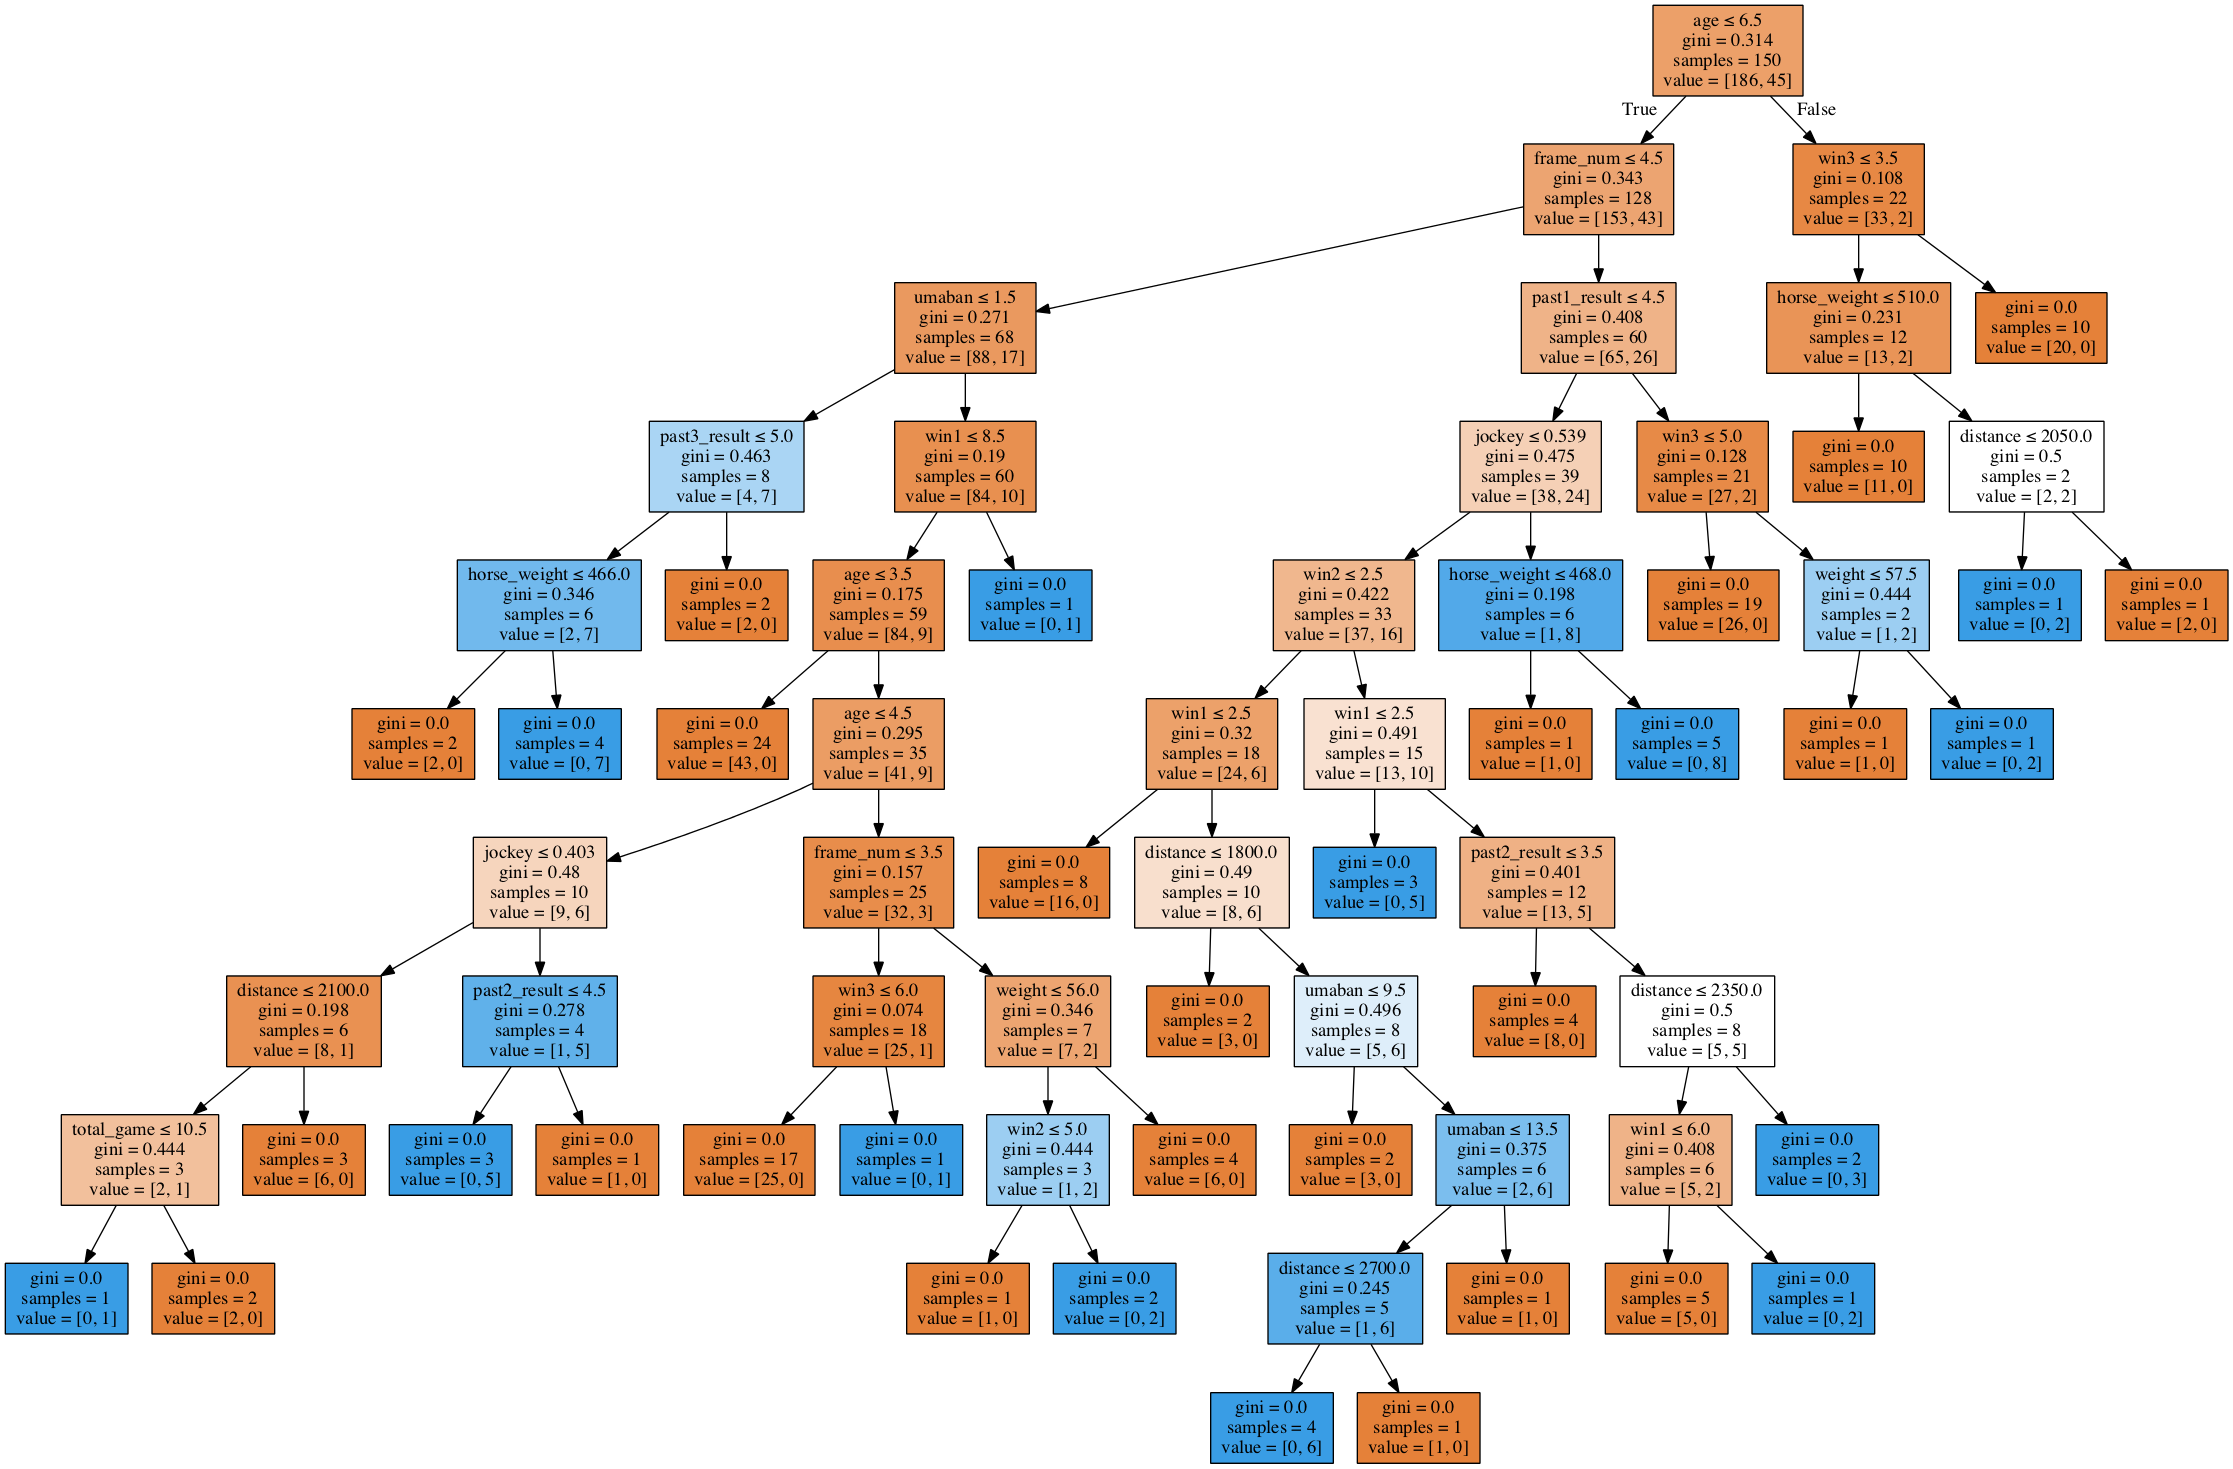 age ≤ 6.5
gini = 0.314
samples = 150
value = [186, 45]
True
False
frame_num ≤ 4.5
gini = 0.343
samples = 128
value = [153, 43]
win3 ≤ 3.5
gini = 0.108
samples = 22
value = [33, 2]
umaban ≤ 1.5
gini = 0.271
samples = 68
value = [88, 17]
past1_result ≤ 4.5
gini = 0.408
samples = 60
value = [65, 26]
horse_weight ≤ 510.0
gini = 0.231
samples = 12
value = [13, 2]
gini = 0.0
samples = 10
value = [20, 0]
past3_result ≤ 5.0
gini = 0.463
samples = 8
value = [4, 7]
win1 ≤ 8.5
gini = 0.19
samples = 60
value = [84, 10]
jockey ≤ 0.539
gini = 0.475
samples = 39
value = [38, 24]
win3 ≤ 5.0
gini = 0.128
samples = 21
value = [27, 2]
gini = 0.0
samples = 10
value = [11, 0]
distance ≤ 2050.0
gini = 0.5
samples = 2
value = [2, 2]
horse_weight ≤ 466.0
gini = 0.346
samples = 6
value = [2, 7]
gini = 0.0
samples = 2
value = [2, 0]
age ≤ 3.5
gini = 0.175
samples = 59
value = [84, 9]
gini = 0.0
samples = 1
value = [0, 1]
win2 ≤ 2.5
gini = 0.422
samples = 33
value = [37, 16]
horse_weight ≤ 468.0
gini = 0.198
samples = 6
value = [1, 8]
gini = 0.0
samples = 19
value = [26, 0]
weight ≤ 57.5
gini = 0.444
samples = 2
value = [1, 2]
gini = 0.0
samples = 1
value = [0, 2]
gini = 0.0
samples = 1
value = [2, 0]
gini = 0.0
samples = 2
value = [2, 0]
gini = 0.0
samples = 4
value = [0, 7]
gini = 0.0
samples = 24
value = [43, 0]
age ≤ 4.5
gini = 0.295
samples = 35
value = [41, 9]
win1 ≤ 2.5
gini = 0.32
samples = 18
value = [24, 6]
win1 ≤ 2.5
gini = 0.491
samples = 15
value = [13, 10]
gini = 0.0
samples = 1
value = [1, 0]
gini = 0.0
samples = 5
value = [0, 8]
gini = 0.0
samples = 1
value = [1, 0]
gini = 0.0
samples = 1
value = [0, 2]
jockey ≤ 0.403
gini = 0.48
samples = 10
value = [9, 6]
frame_num ≤ 3.5
gini = 0.157
samples = 25
value = [32, 3]
gini = 0.0
samples = 8
value = [16, 0]
distance ≤ 1800.0
gini = 0.49
samples = 10
value = [8, 6]
gini = 0.0
samples = 3
value = [0, 5]
past2_result ≤ 3.5
gini = 0.401
samples = 12
value = [13, 5]
distance ≤ 2100.0
gini = 0.198
samples = 6
value = [8, 1]
past2_result ≤ 4.5
gini = 0.278
samples = 4
value = [1, 5]
win3 ≤ 6.0
gini = 0.074
samples = 18
value = [25, 1]
weight ≤ 56.0
gini = 0.346
samples = 7
value = [7, 2]
gini = 0.0
samples = 2
value = [3, 0]
umaban ≤ 9.5
gini = 0.496
samples = 8
value = [5, 6]
gini = 0.0
samples = 4
value = [8, 0]
distance ≤ 2350.0
gini = 0.5
samples = 8
value = [5, 5]
total_game ≤ 10.5
gini = 0.444
samples = 3
value = [2, 1]
gini = 0.0
samples = 3
value = [6, 0]
gini = 0.0
samples = 3
value = [0, 5]
gini = 0.0
samples = 1
value = [1, 0]
gini = 0.0
samples = 17
value = [25, 0]
gini = 0.0
samples = 1
value = [0, 1]
win2 ≤ 5.0
gini = 0.444
samples = 3
value = [1, 2]
gini = 0.0
samples = 4
value = [6, 0]
gini = 0.0
samples = 2
value = [3, 0]
umaban ≤ 13.5
gini = 0.375
samples = 6
value = [2, 6]
win1 ≤ 6.0
gini = 0.408
samples = 6
value = [5, 2]
gini = 0.0
samples = 2
value = [0, 3]
gini = 0.0
samples = 1
value = [0, 1]
gini = 0.0
samples = 2
value = [2, 0]
gini = 0.0
samples = 1
value = [1, 0]
gini = 0.0
samples = 2
value = [0, 2]
distance ≤ 2700.0
gini = 0.245
samples = 5
value = [1, 6]
gini = 0.0
samples = 1
value = [1, 0]
gini = 0.0
samples = 5
value = [5, 0]
gini = 0.0
samples = 1
value = [0, 2]
gini = 0.0
samples = 4
value = [0, 6]
gini = 0.0
samples = 1
value = [1, 0]